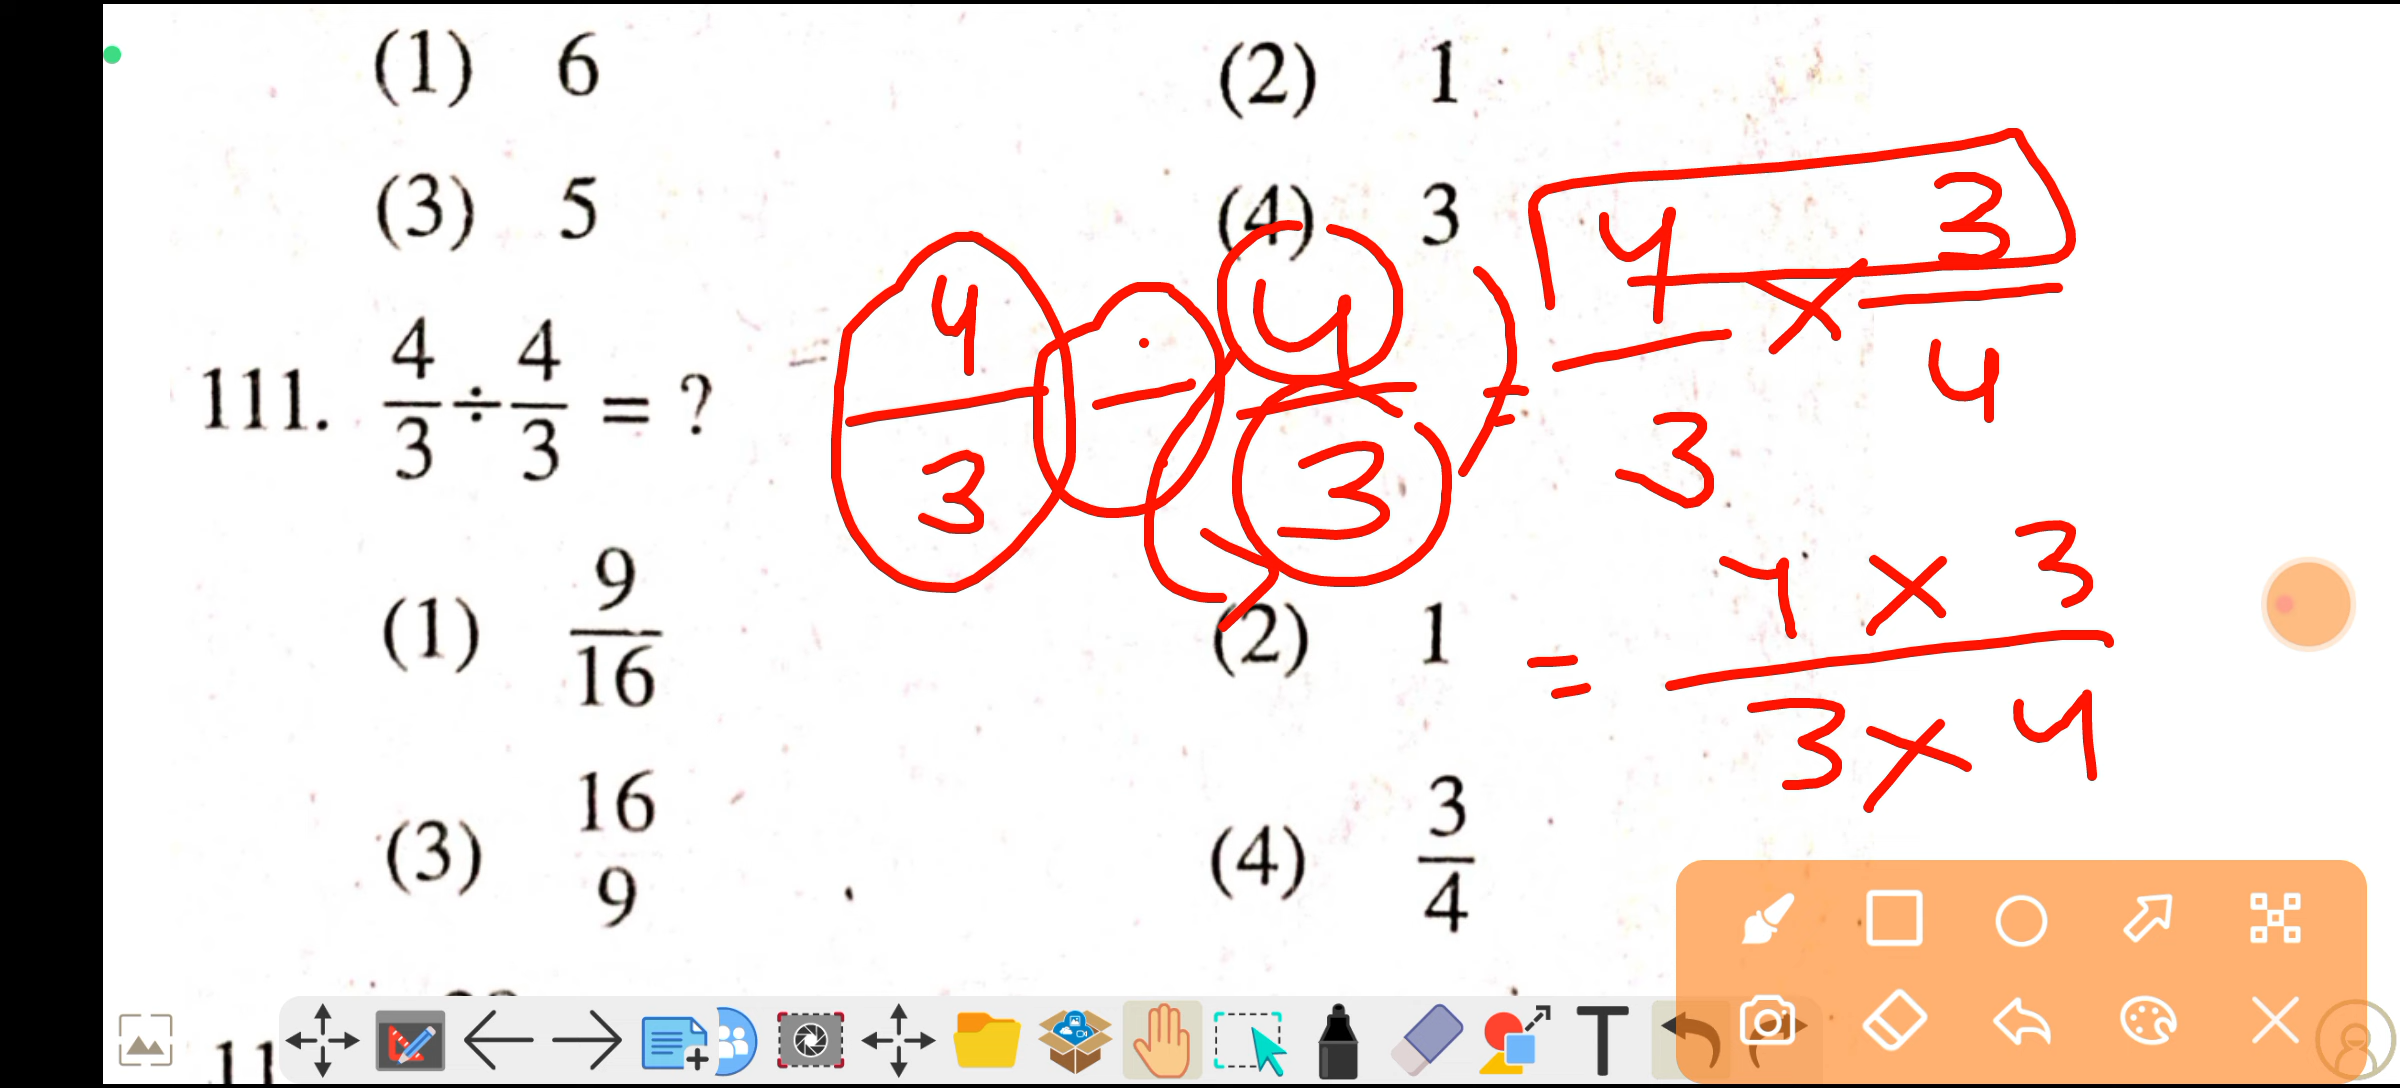 (1) 6 (2) 1
(3) 5 (4) 3
111. 4/3 ÷ 4/3 = ?
4/3 ÷ 4/3 = 4/3 × 3/4
= 4 × 3 / 3 × 4
(1) 9/16 (2) 1
(3) 16/9 (4) 3/4
11
T